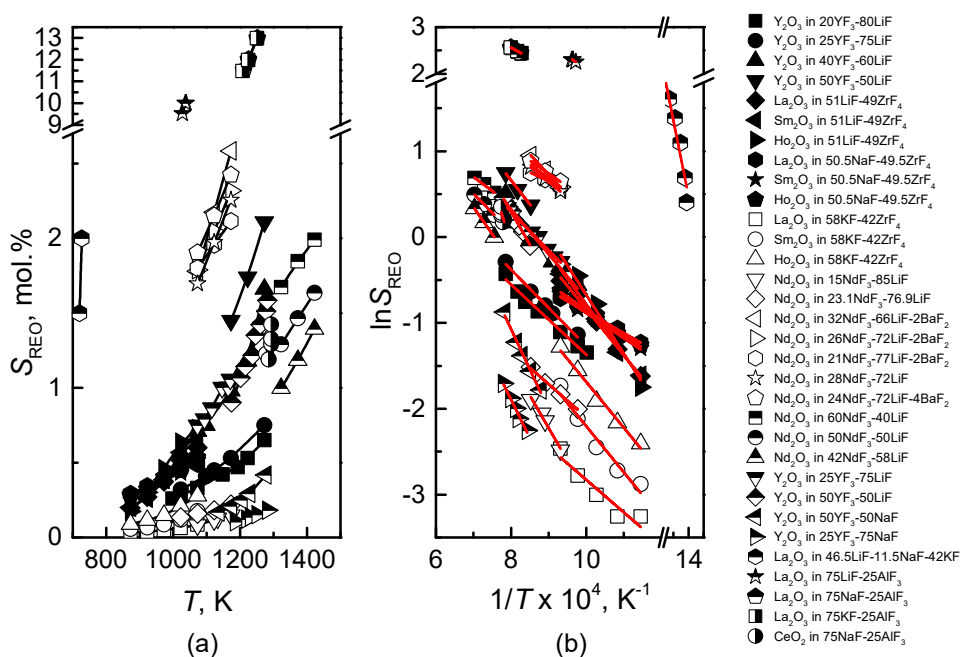 13
12
11
10
9
2
1
0
800 1000 1200 1400
S_REO, mol.%
T, K
(a)
3
2
1
0
-1
-2
-3
8 10 14
lnS_REO
1/T x 10⁴, K⁻¹
(b)
Y₂O₃ in 20YF₃-80LiF
Y₂O₃ in 25YF₃-75LiF
Y₂O₃ in 40YF₃-60LiF
Y₂O₃ in 50YF₃-50LiF
La₂O₃ in 51LiF-49ZrF₄
Sm₂O₃ in 51LiF-49ZrF₄
Ho₂O₃ in 51LiF-49ZrF₄
La₂O₃ in 50.5NaF-49.5ZrF₄
Sm₂O₃ in 50.5NaF-49.5ZrF₄
Ho₂O₃ in 50.5NaF-49.5ZrF₄
La₂O₃ in 58KF-42ZrF₄
Sm₂O₃ in 58KF-42ZrF₄
Ho₂O₃ in 58KF-42ZrF₄
Nd₂O₃ in 15NdF₃-85LiF
Nd₂O₃ in 23.1NdF₃-76.9LiF
Nd₂O₃ in 32NdF₃-66LiF-2BaF₂
Nd₂O₃ in 26NdF₃-72LiF-2BaF₂
Nd₂O₃ in 21NdF₃-77LiF-2BaF₂
Nd₂O₃ in 28NdF₃-72LiF
Nd₂O₃ in 24NdF₃-72LiF-4BaF₂
Nd₂O₃ in 60NdF₃-40LiF
Nd₂O₃ in 50NdF₃-50LiF
Nd₂O₃ in 42NdF₃-58LiF
Y₂O₃ in 25YF₃-75LiF
Y₂O₃ in 50YF₃-50LiF
Y₂O₃ in 50YF₃-50NaF
Y₂O₃ in 25YF₃-75NaF
La₂O₃ in 46.5LiF-11.5NaF-42KF
La₂O₃ in 75LiF-25AlF₃
La₂O₃ in 75NaF-25AlF₃
La₂O₃ in 75KF-25AlF₃
CeO₂ in 75NaF-25AlF₃